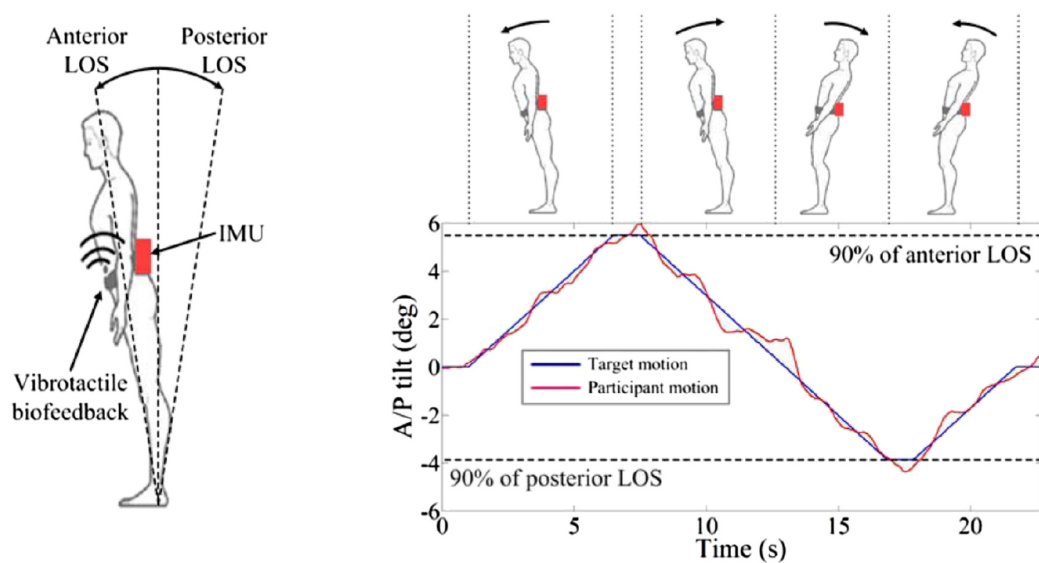 Anterior
LOS
Posterior
LOS
IMU
Vibrotactile
biofeedback
A/P tilt (deg)
6
4
2
0
-2
-4
-6
90% of anterior LOS
Target motion
Participant motion
90% of posterior LOS
0
5
10
15
20
Time (s)